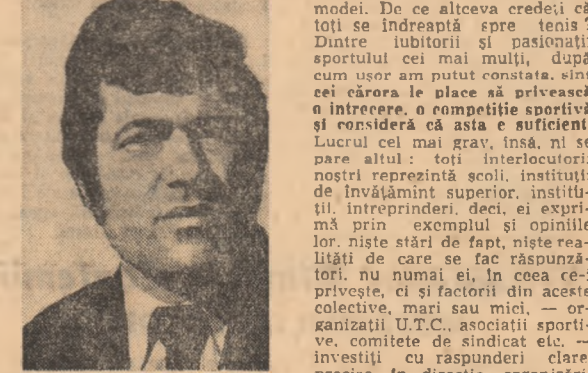 modei. De ce altceva credeți că
toți se îndreaptă spre tenis?
Dintre iubitorii și pasionații
sportului cei mai mulți, după
cum ușor am putut constata, sînt
cei cărora le place să privească
o întrecere, o competiție sportivă
și consideră că asta e suficient.
Lucrul cel mai grav, însă, ni se
pare altul: toți interlocutorii
noștri reprezintă școli, instituții
de învățămînt superior, institu-
ții, întreprinderi, deci, ei expri-
mă prin exemplul și opiniile
lor, niște stări de fapt, niște rea-
lități de care se fac răspunză-
tori, nu numai ei, în ceea ce-i
privește, ci și factorii din aceste
colective, mari sau mici, — or-
ganizații U.T.C., asociații sporti-
ve, comitete de sindicat etc. —
investiți cu răspunderi clare,
precise în direcția